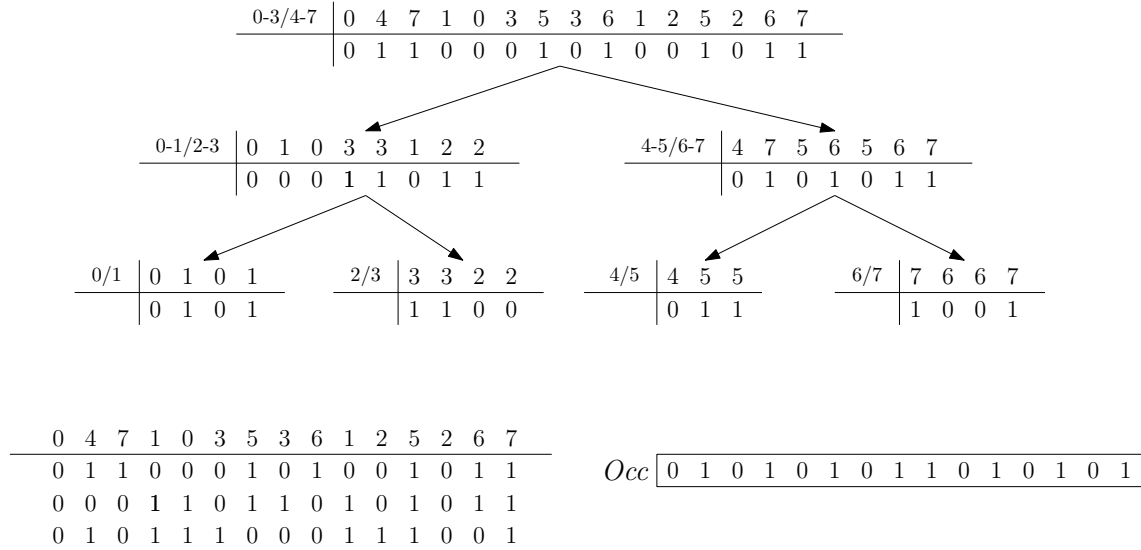 0-3/4-7 0 4 7 1 0 3 5 3 6 1 2 5 2 6 7
0 1 1 0 0 0 1 0 1 0 0 1 0 1 1
0-1/2-3 0 1 0 3 3 1 2 2
0 0 0 1 1 0 1 1
4-5/6-7 4 7 5 6 5 6 7
0 1 0 1 0 1 1
0/1 0 1 0 1
0 1 0 1
2/3 3 3 2 2
1 1 0 0
4/5 4 5 5
0 1 1
6/7 7 6 6 7
1 0 0 1
0 4 7 1 0 3 5 3 6 1 2 5 2 6 7
0 1 1 0 0 0 1 0 1 0 0 1 0 1 1
0 0 0 1 1 0 1 1 0 1 0 1 0 1 1
0 1 0 1 1 1 0 0 0 1 1 1 0 0 1
Occ 0 1 0 1 0 1 0 1 1 0 1 0 1 0 1